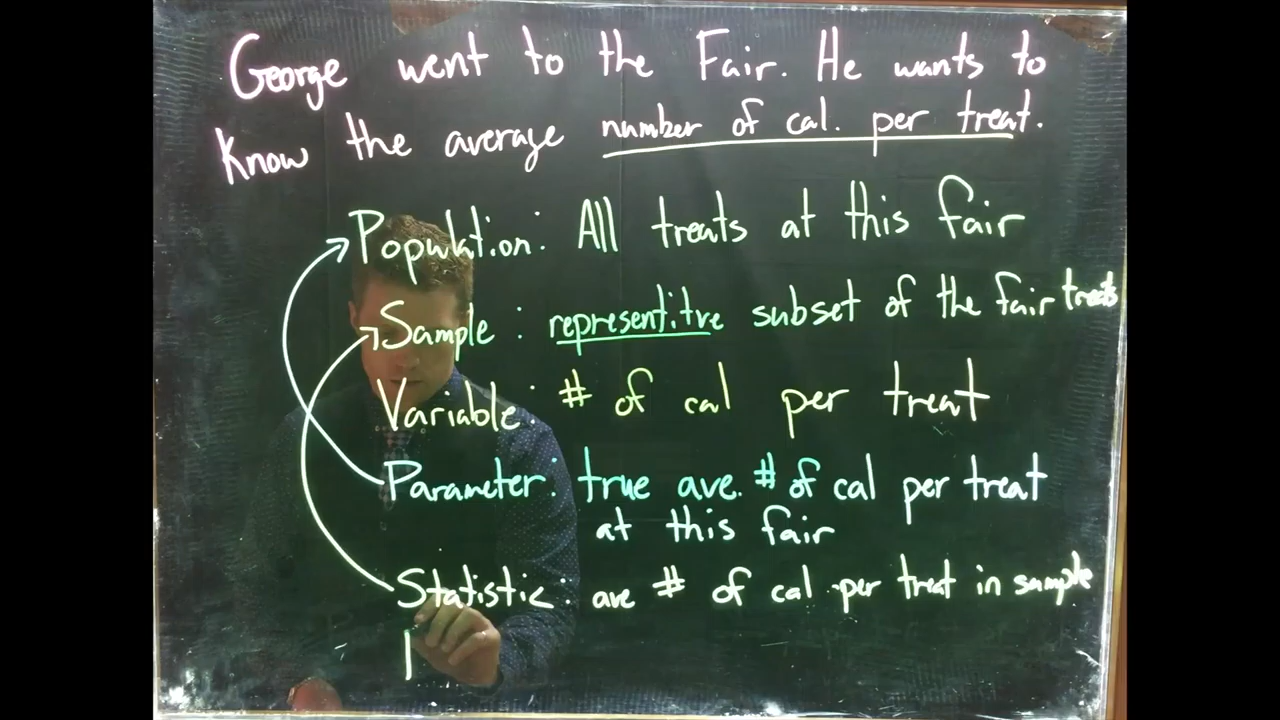 George went to the Fair. He wants to
Know the average number of cal. per treat.
Population: All treats at this fair
Sample: representitve subset of the fair treats
Variable: # of cal per treat
Parameter: true ave. # of cal per treat
at this fair
Statistic: ave # of cal per treat in sample